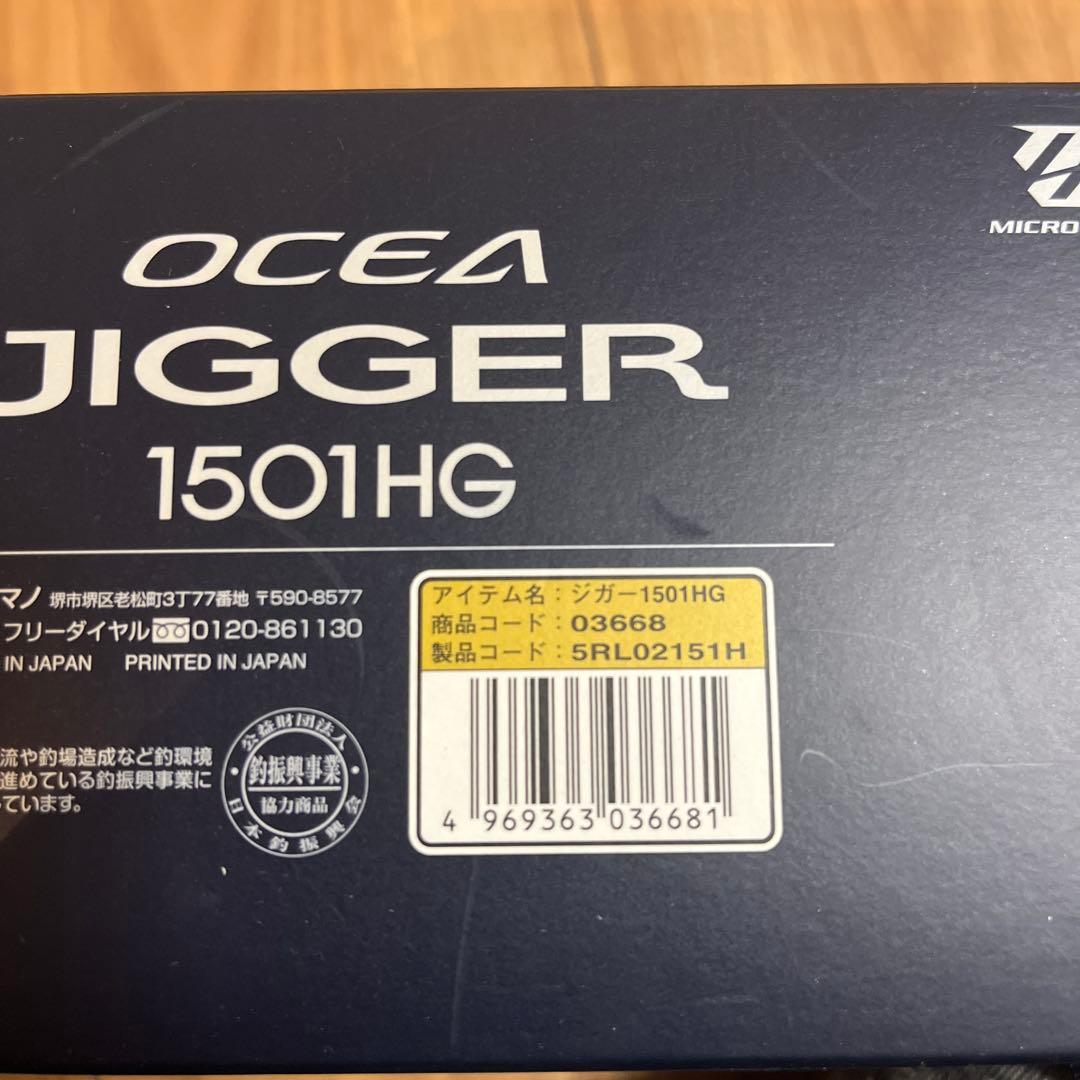 OCEA
JIGGER
1501HG
MICRO
マノ 堺市堺区老松町3丁77番地 〒590-8577
フリーダイヤル 0120-861130
IN JAPAN PRINTED IN JAPAN
流や釣場造成など釣環境
進めている釣振興事業に
ています。
公益財団法人
釣振興事業
協力商品
日本釣振興会
アイテム名：ジガー1501HG
商品コード：03668
製品コード：5RL02151H
4 969363 036681